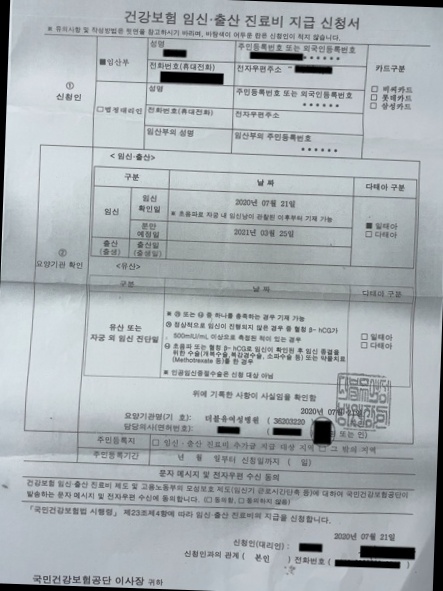 건강보험 임신·출산 진료비 지급 신청서
※ 유의사항 및 작성방법은 뒷면을 참고하시기 바라며, 바탕색이 어두운 란은 신청인이 적지 않습니다.
① 신청인
■임산부
성명
주민등록번호 또는 외국인등록번호
******
전화번호(휴대전화)
전자우편주소
카드구분
□ 비씨카드
□ 롯데카드
□ 삼성카드
□법정대리인
성명
주민등록번호 또는 외국인등록번호
******
전화번호(휴대전화)
전자우편주소
임산부의 성명
임산부의 주민등록번호
******
② 요양기관 확인
<임신·출산>
구분
날 짜
다태아 구분
임신
임신 확인일
2020년 07월 21일
※ 초음파로 자궁 내 임신낭이 관찰된 이후부터 기재 가능
분만 예정일
2021년 03월 25일
■ 일태아
□ 다태아
출산 (출생)
출산일 (출생일)
<유산>
구분
날 짜
다태아 구분
유산 또는
자궁 외 임신 진단일
※ ㉮ 또는 ㉯ 중 하나를 충족하는 경우 기재 가능
㉮ 정상적으로 임신이 진행되지 않은 경우 중 혈청 β-hCG가
500mIU/mL 이상으로 측정된 적이 있는 경우
㉯ 초음파 또는 혈청 β-hCG로 임신이 확인된 후 임신 종결을
위한 수술(개복수술,복강경수술, 소파수술 등) 또는 약물치료
(Methotrexate 등)를 한 경우
※ 인공임신중절수술은 신청 대상 아님
□ 일태아
□ 다태아
위에 기록한 사항이 사실임을 확인함
2020년 07월 21일
요양기관명(기 호): 더블유여성병원 ( 36203220 )
담당의사(면허번호):
또는 인)
주민등록지
□ 임신·출산 진료비 추가금 지급 대상 지역 □ 그 밖의 지역
주민등록기간
년 월 일부터 신청일까지 ( 일)
문자 메시지 및 전자우편 수신 동의
건강보험 임신·출산 진료비 제도 및 고용노동부의 모성보호 제도(임신기 근로시간단축 등)에 대하여 국민건강보험공단이
발송하는 문자 메시지 및 전자우편 수신에 동의합니다. (□ 동의함, □ 동의하지 않음)
「국민건강보험법 시행령」 제23조제4항에 따라 임신·출산 진료비의 지급을 신청합니다.
2020년 07월 21일
신청인(대리인) :
신청인과의 관계 ( 본인 ) 전화번호 (
국민건강보험공단 이사장 귀하